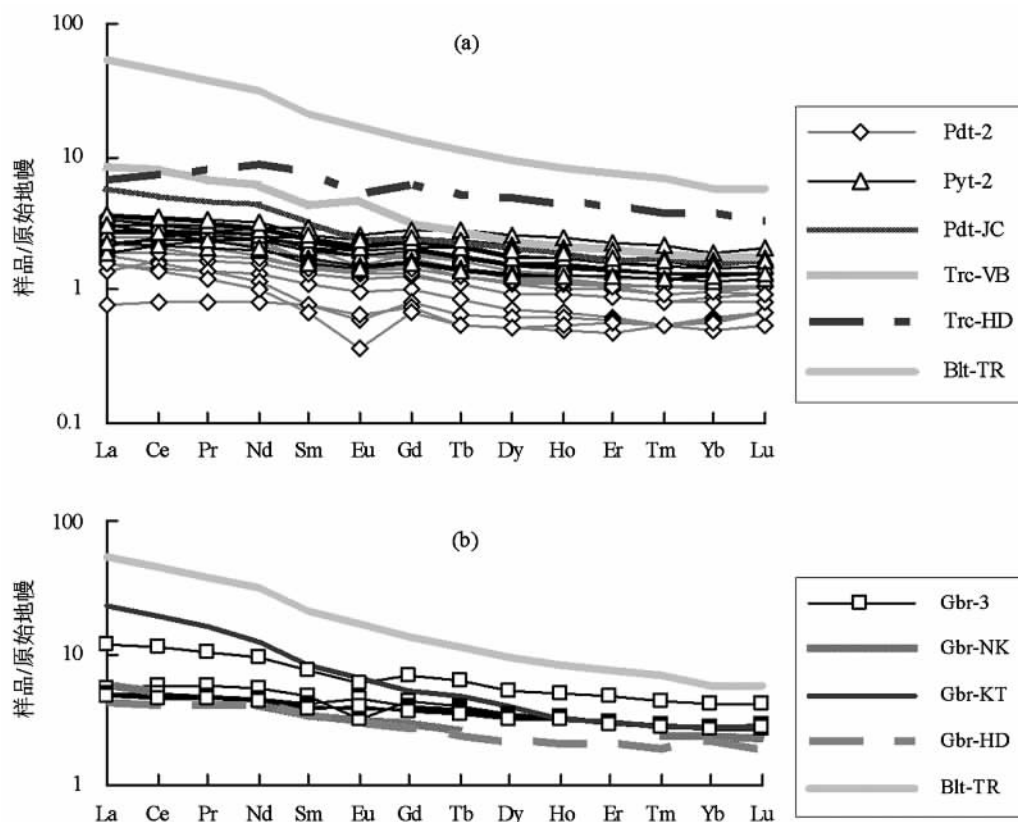 100
(a)
10
1
0.1
样品/原始地幔
La Ce Pr Nd Sm Eu Gd Tb Dy Ho Er Tm Yb Lu
Pdt-2
Pyt-2
Pdt-JC
Trc-VB
Trc-HD
Blt-TR
100
(b)
10
1
样品/原始地幔
La Ce Pr Nd Sm Eu Gd Tb Dy Ho Er Tm Yb Lu
Gbr-3
Gbr-NK
Gbr-KT
Gbr-HD
Blt-TR